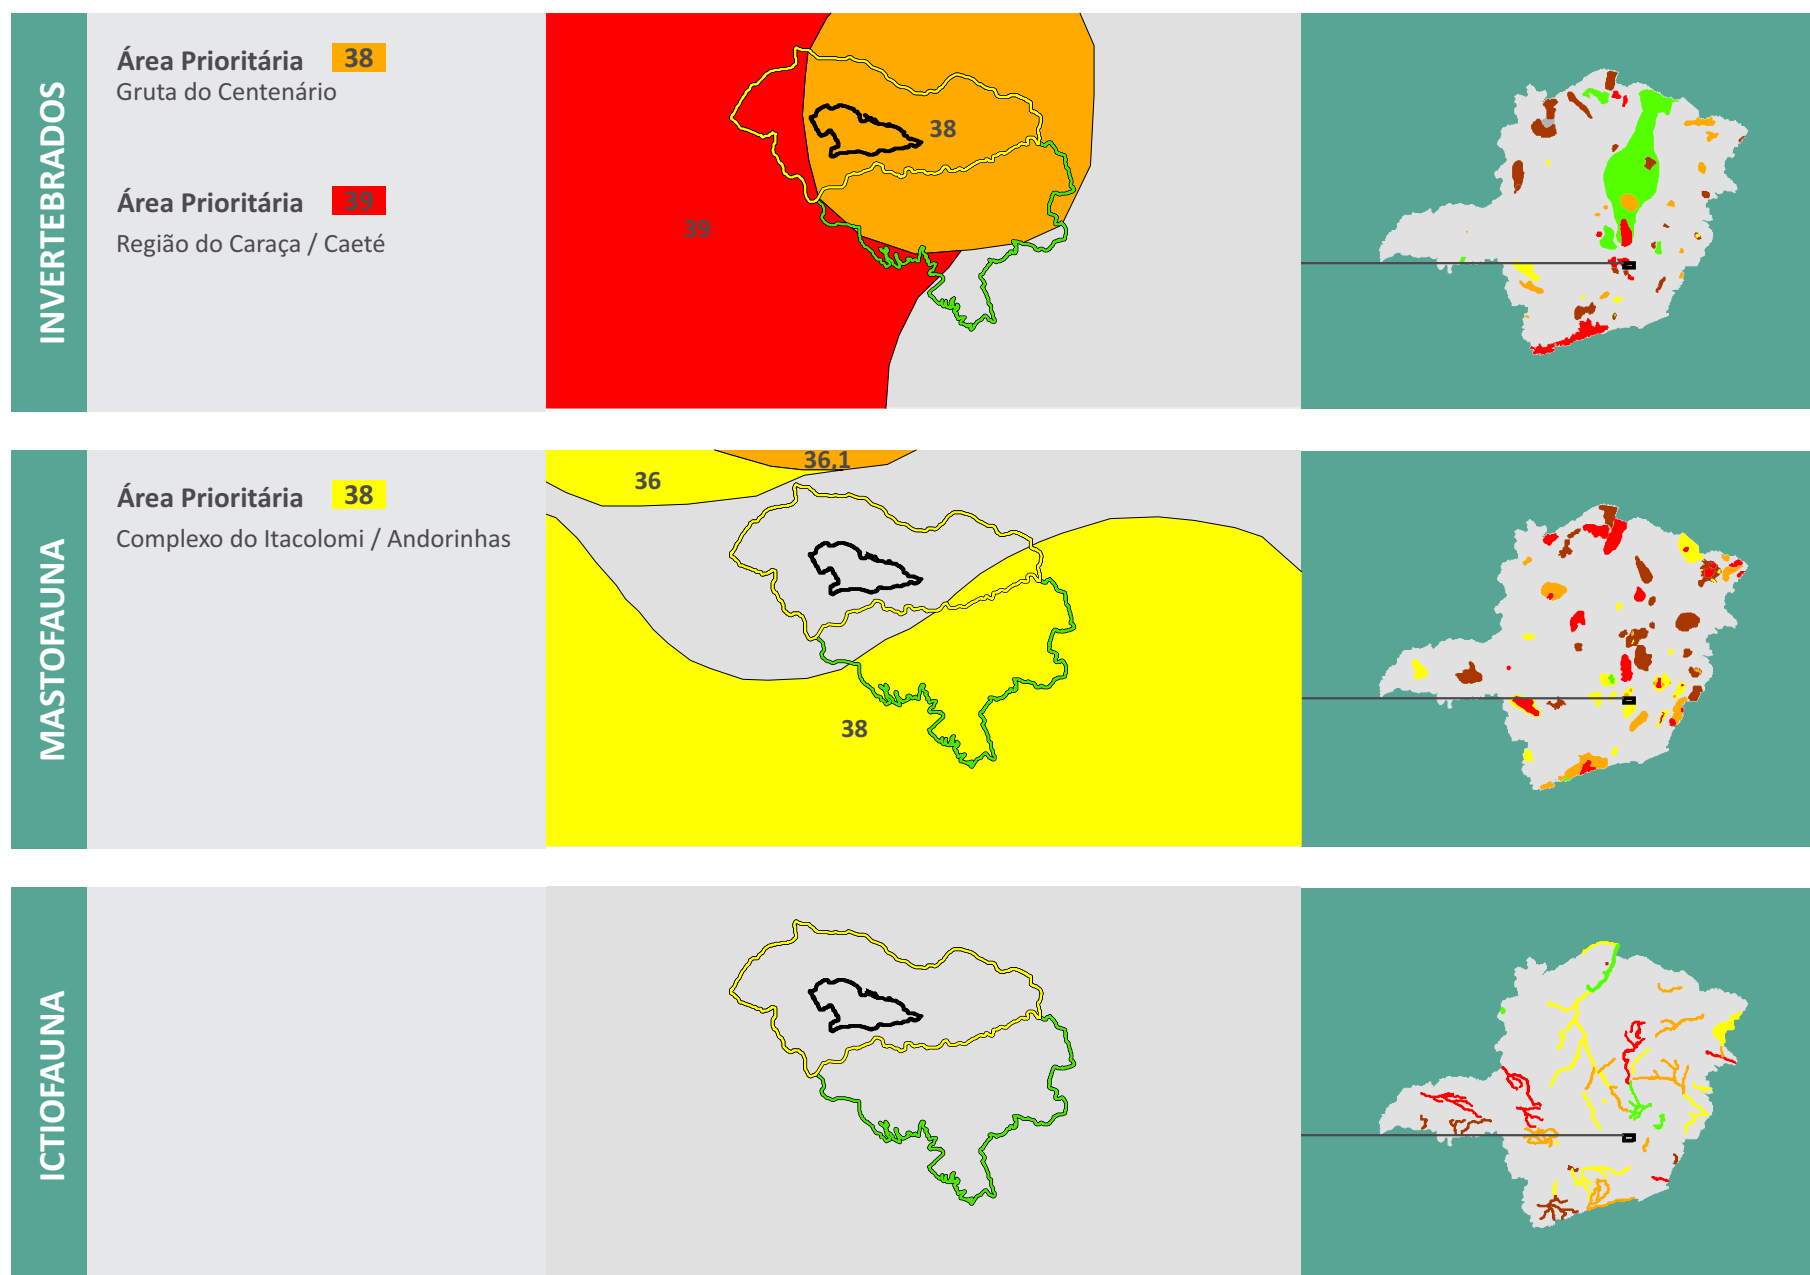 INVERTEBRADOS
Área Prioritária 38
Gruta do Centenário
Área Prioritária 39
Região do Caraça / Caeté
38
39
MASTOFAUNA
Área Prioritária 38
Complexo do Itacolomi / Andorinhas
36,1
36
38
ICTIOFAUNA